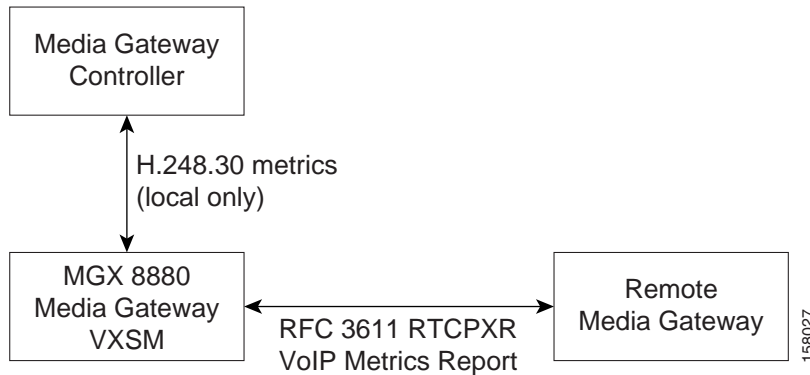 Media Gateway
Controller
H.248.30 metrics
(local only)
MGX 8880
Media Gateway
VXSM
RFC 3611 RTCPXR
VoIP Metrics Report
Remote
Media Gateway
158027